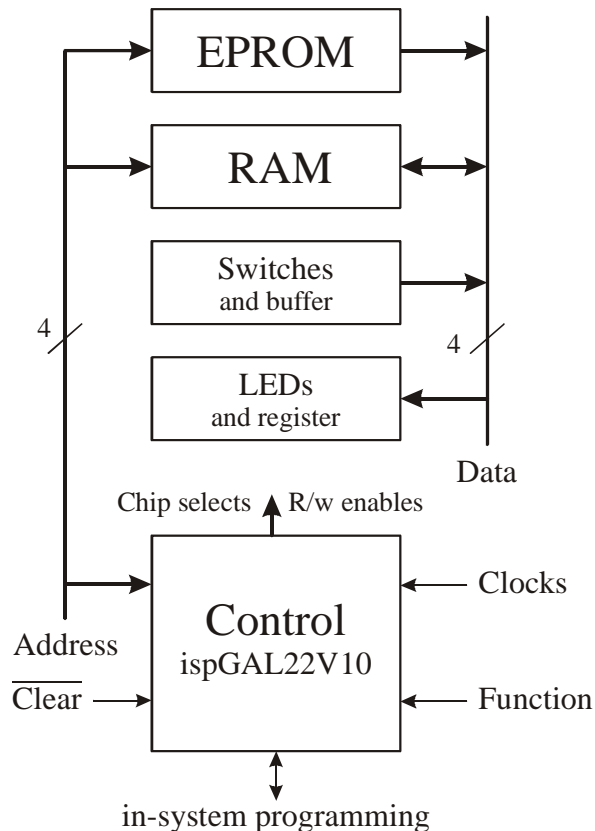 EPROM
RAM
Switches
and buffer
4
4
LEDs
and register
Data
Chip selects
R/w enables
Control
ispGAL22V10
Clocks
Address
Clear
Function
in-system programming